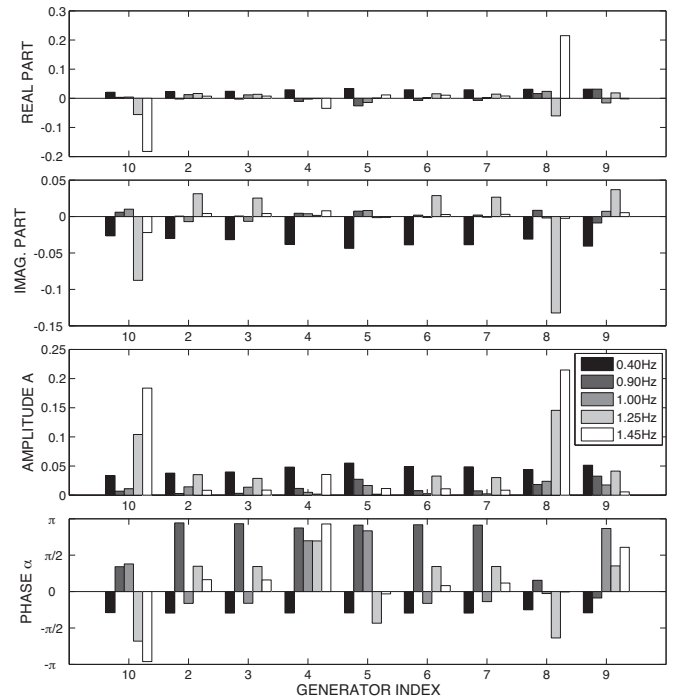 0.3
0.2
0.1
0
-0.1
-0.2
REAL PART
10 2 3 4 5 6 7 8 9
0.05
0
-0.05
-0.1
-0.15
IMAG. PART
10 2 3 4 5 6 7 8 9
0.25
0.2
0.15
0.1
0.05
0
AMPLITUDE A
0.40Hz
0.90Hz
1.00Hz
1.25Hz
1.45Hz
10 2 3 4 5 6 7 8 9
π
π/2
0
-π/2
-π
PHASE α
10 2 3 4 5 6 7 8 9
GENERATOR INDEX